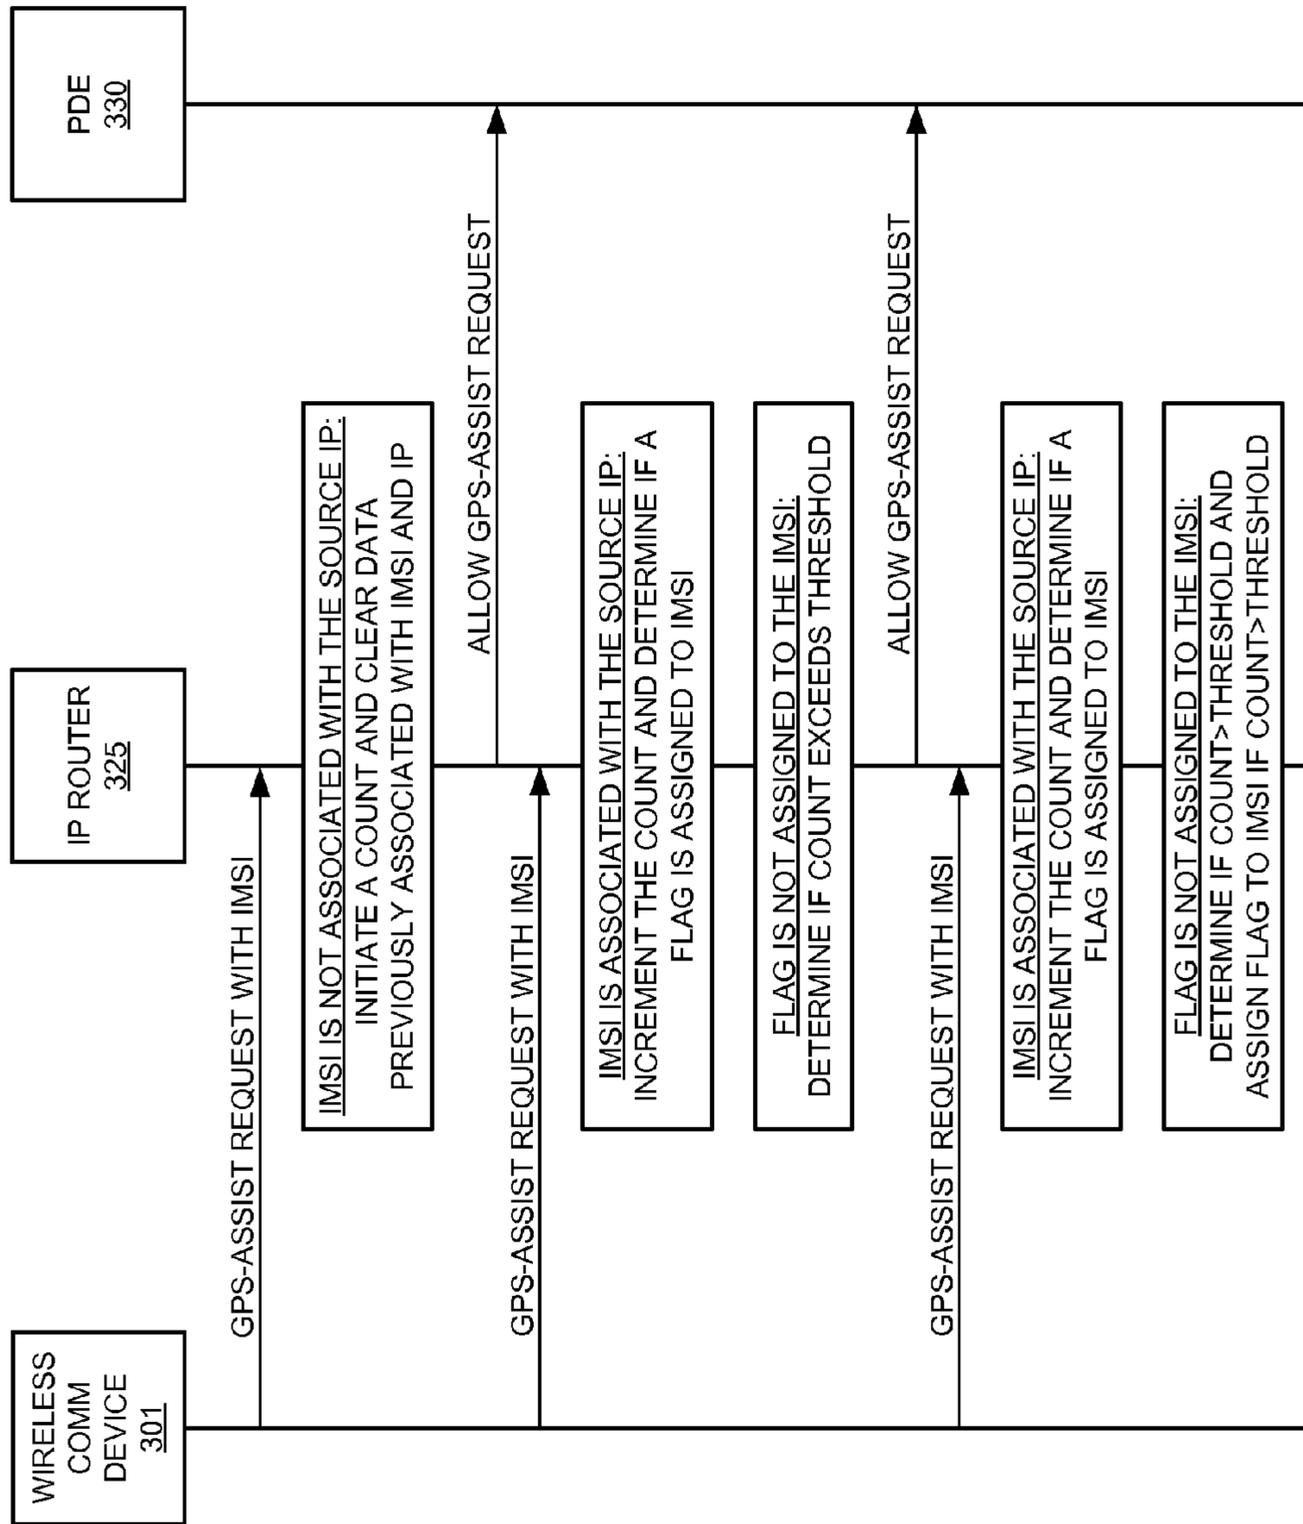 WIRELESS
COMM
DEVICE
301
IP ROUTER
325
PDE
330
GPS-ASSIST REQUEST WITH IMSI
IMSI IS NOT ASSOCIATED WITH THE SOURCE IP:
INITIATE A COUNT AND CLEAR DATA
PREVIOUSLY ASSOCIATED WITH IMSI AND IP
ALLOW GPS-ASSIST REQUEST
GPS-ASSIST REQUEST WITH IMSI
IMSI IS ASSOCIATED WITH THE SOURCE IP:
INCREMENT THE COUNT AND DETERMINE IF A
FLAG IS ASSIGNED TO IMSI
FLAG IS NOT ASSIGNED TO THE IMSI:
DETERMINE IF COUNT EXCEEDS THRESHOLD
ALLOW GPS-ASSIST REQUEST
GPS-ASSIST REQUEST WITH IMSI
IMSI IS ASSOCIATED WITH THE SOURCE IP:
INCREMENT THE COUNT AND DETERMINE IF A
FLAG IS ASSIGNED TO IMSI
FLAG IS NOT ASSIGNED TO THE IMSI:
DETERMINE IF COUNT>THRESHOLD AND
ASSIGN FLAG TO IMSI IF COUNT>THRESHOLD